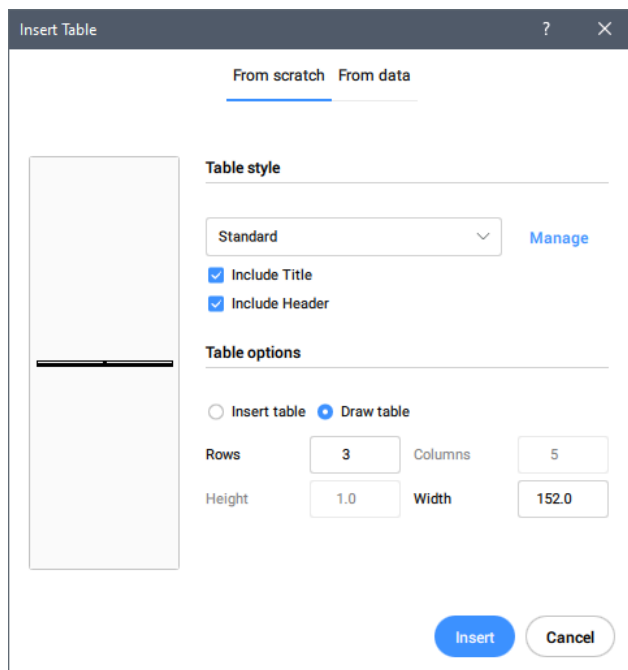 Insert Table ?
From scratch From data
Table style
Standard Manage
Include Title
Include Header
Table options
Insert table Draw table
Rows 3 Columns 5
Height 1.0 Width 152.0
Insert Cancel